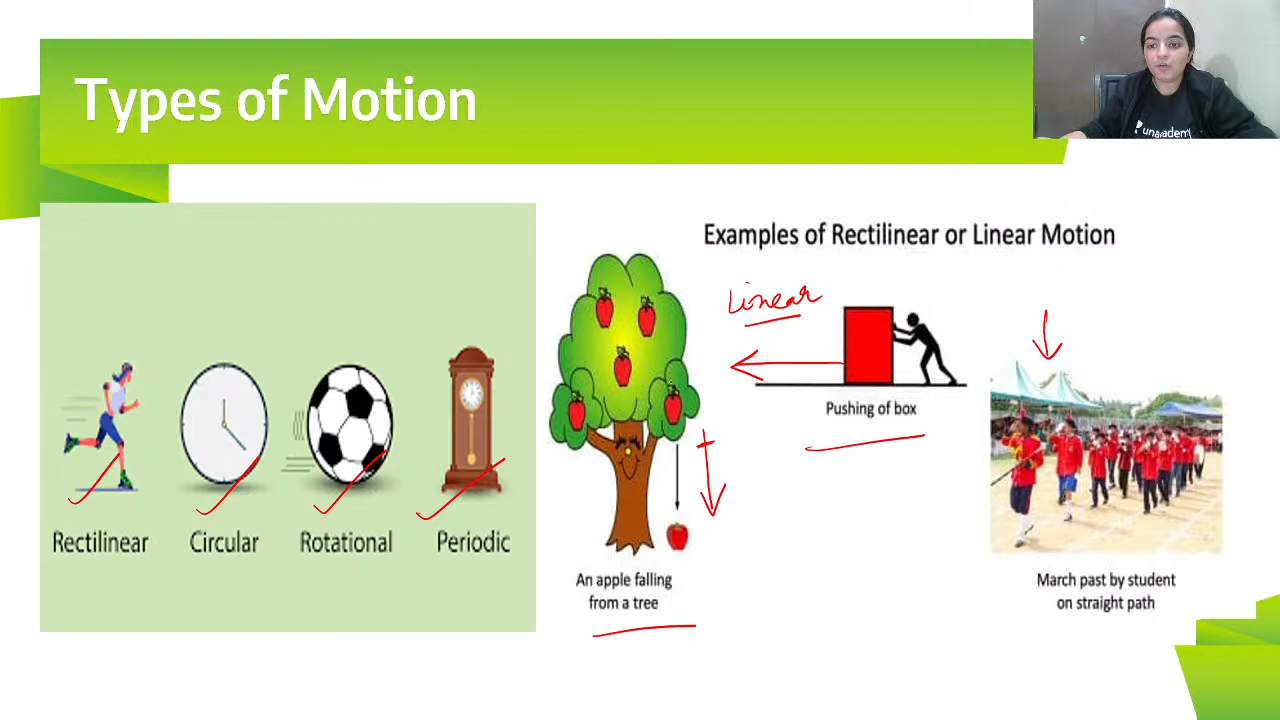 Types of Motion
unacademy
Examples of Rectilinear or Linear Motion
Linear
Pushing of box
Rectilinear
Circular
Rotational
Periodic
An apple falling
from a tree
March past by student
on straight path